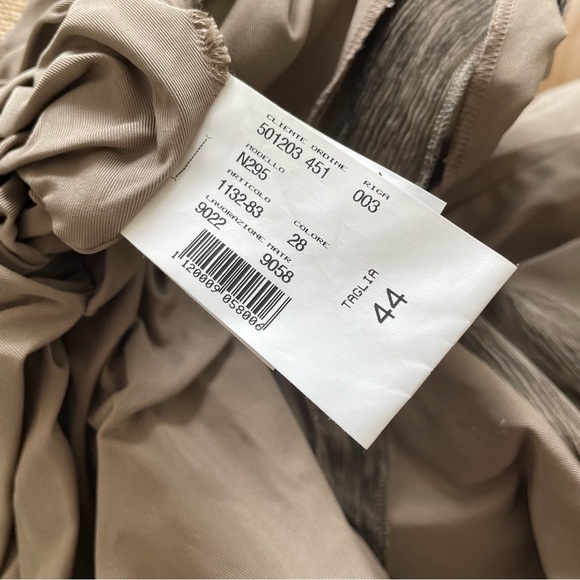 CLIENTE ORDINE RIGA
501203 451 003
MODELLO
N295
ARTICOLO COLORE
1132-83 28
LAVORAZIONE MATR
9022 9058
1120009058006
TAGLIA
44